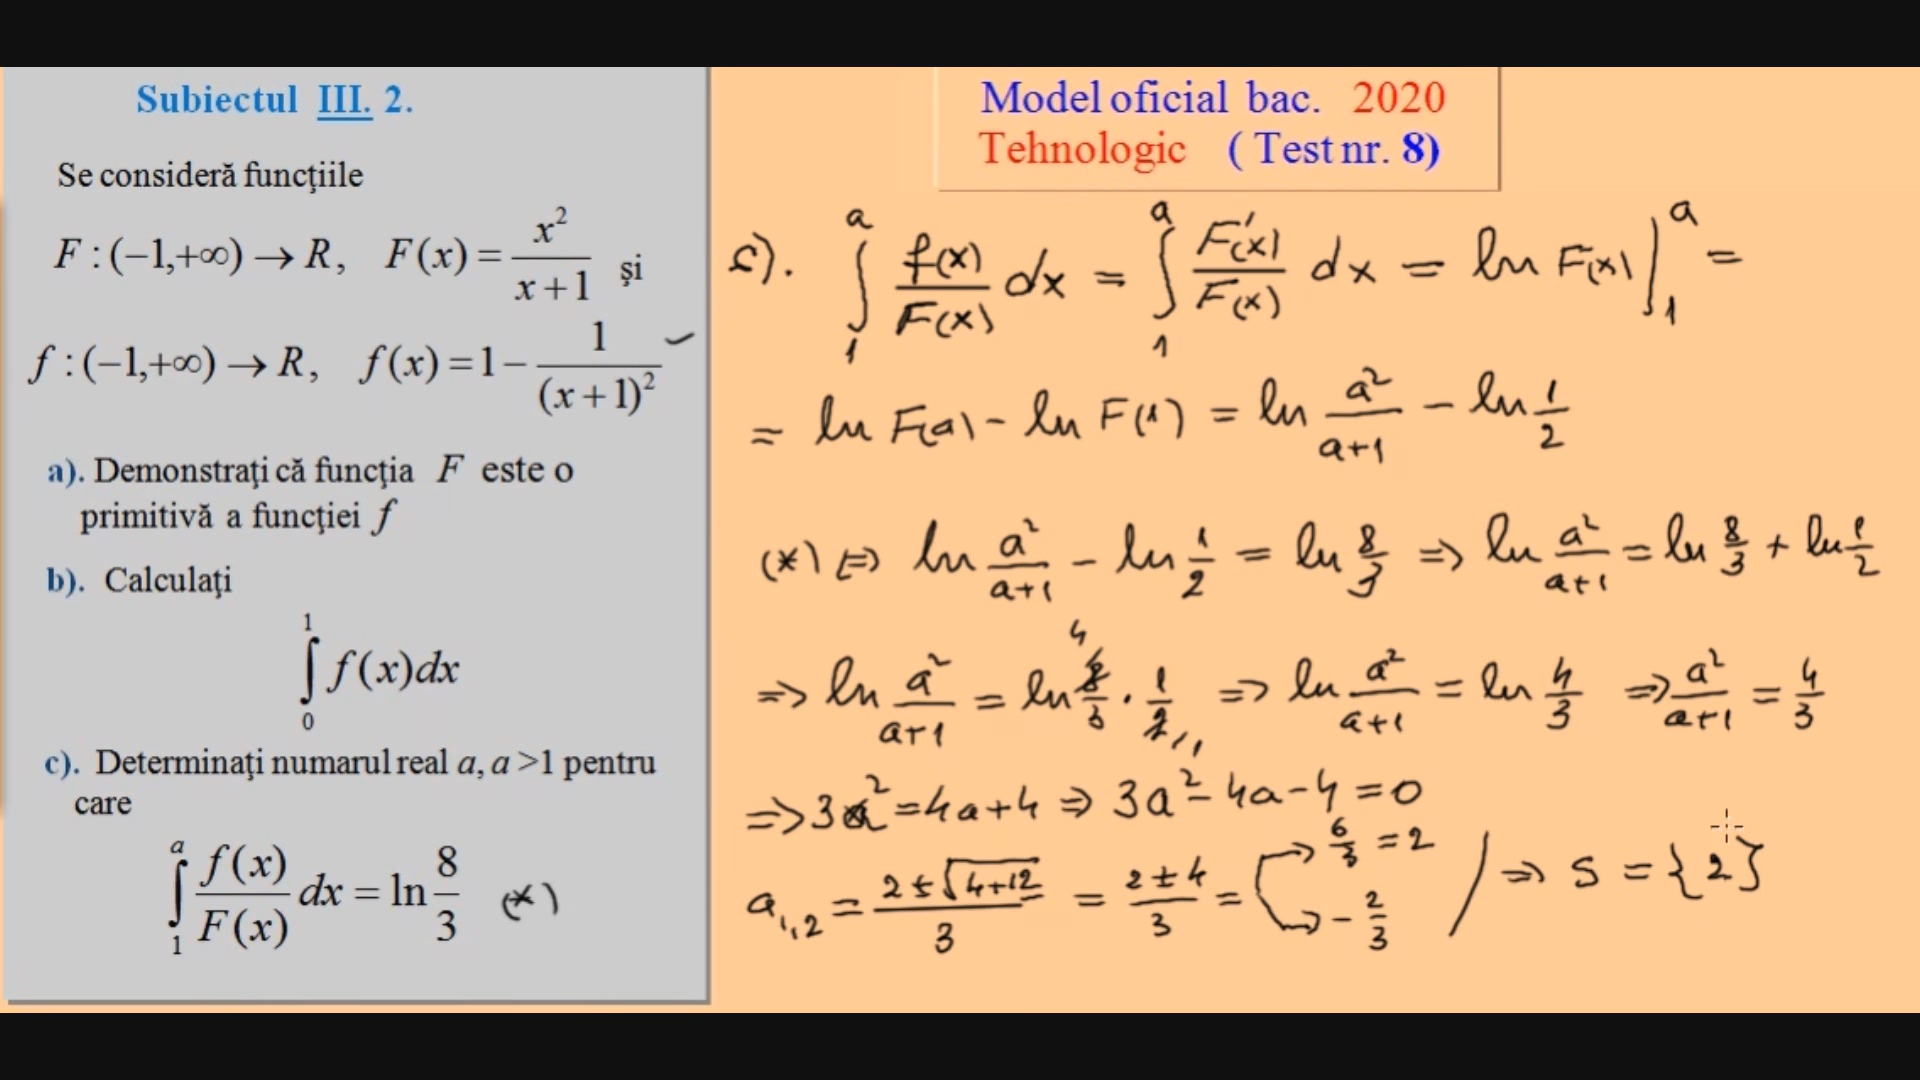 Subiectul III. 2.
Se consideră funcţiile
F : (−1,+∞) → R, F(x) = x²/(x+1) şi
f : (−1,+∞) → R, f(x) = 1 − 1/(x+1)² ✓
a). Demonstraţi că funcţia F este o
primitivă a funcţiei f
b). Calculaţi
∫₀¹ f(x)dx
c). Determinaţi numarul real a, a >1 pentru
care
∫₁ᵃ f(x)/F(x) dx = ln 8/3 (*)
Model oficial bac. 2020
Tehnologic ( Test nr. 8)
c). ∫₁ᵃ f(x)/F(x) dx = ∫₁ᵃ F'(x)/F(x) dx = ln F(x) |₁ᵃ =
= ln F(a) - ln F(1) = ln a²/(a+1) - ln 1/2
(*) ⇔ ln a²/(a+1) - ln 1/2 = ln 8/3 ⇒ ln a²/(a+1) = ln 8/3 + ln 1/2
⇒ ln a²/(a+1) = ln 8/3 · 1/2 ⇒ ln a²/(a+1) = ln 4/3 ⇒ a²/(a+1) = 4/3
⇒ 3a² = 4a+4 ⇒ 3a² - 4a - 4 = 0
a₁,₂ = (2 ± √(4+12))/3 = (2 ± 4)/3 = → 6/3 = 2 → - 2/3 / ⇒ S = {2}